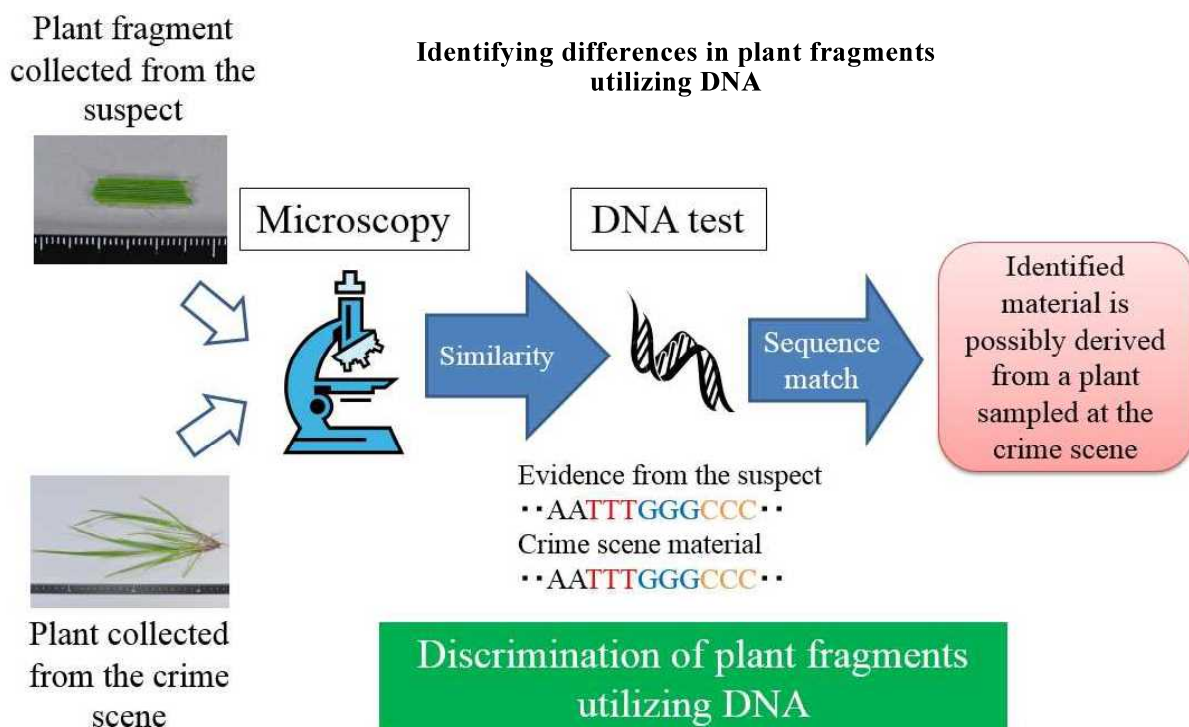 Plant fragment
collected from the
suspect
Identifying differences in plant fragments
utilizing DNA
Microscopy
DNA test
Similarity
Sequence
match
Identified
material is
possibly derived
from a plant
sampled at the
crime scene
Evidence from the suspect
··AATTTGGGCCC··
Crime scene material
··AATTTGGGCCC··
Plant collected
from the crime
scene
Discrimination of plant fragments
utilizing DNA